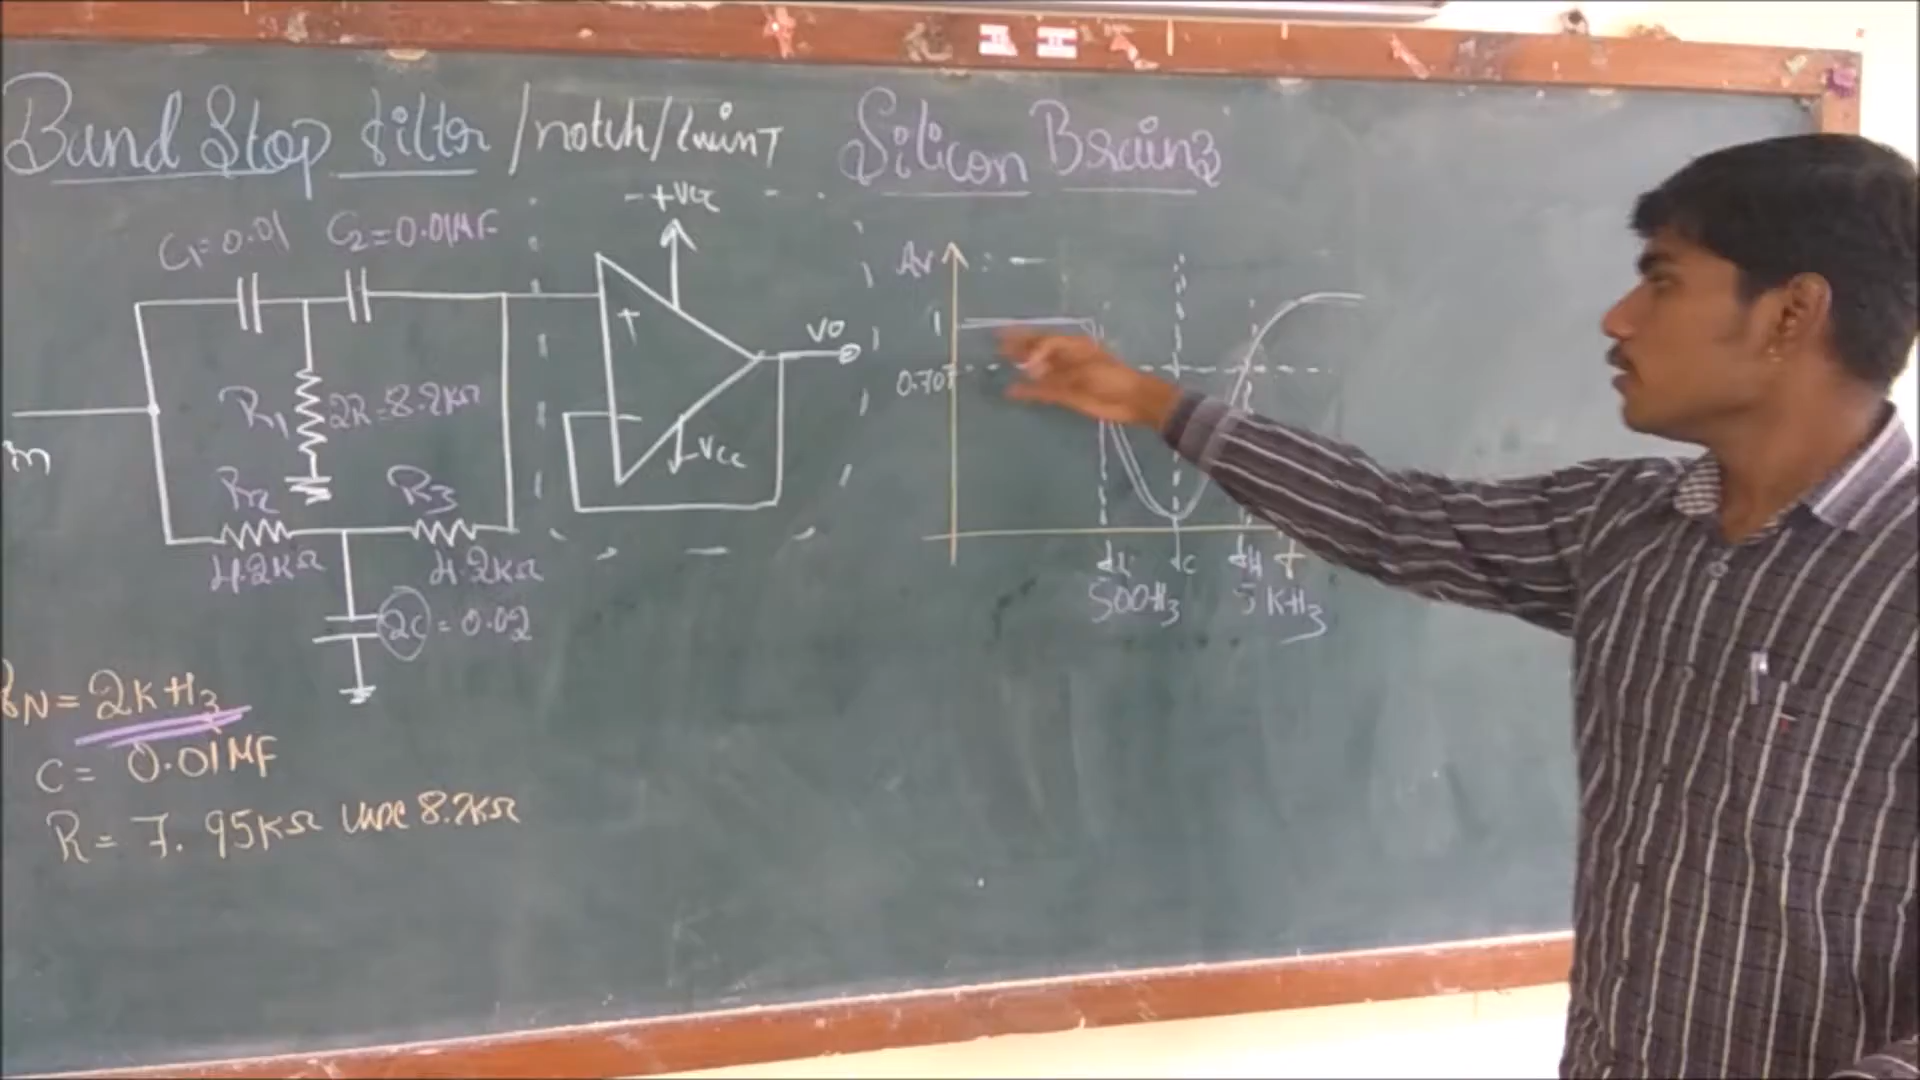 Band Stop filter /notch/twinT
Silicon Brainz
C1=0.01 C2=0.01MF
-+Vcc
+
-Vcc
Vo
R1 2R=8.2KΩ
R2
R3
4.2KΩ
4.2KΩ
2C = 0.02
in
fN = 2KHz
C = 0.01MF
R = 7.95KΩ use 8.2KΩ
Av
1
0.707
fL fc fH f
500Hz 5KHz